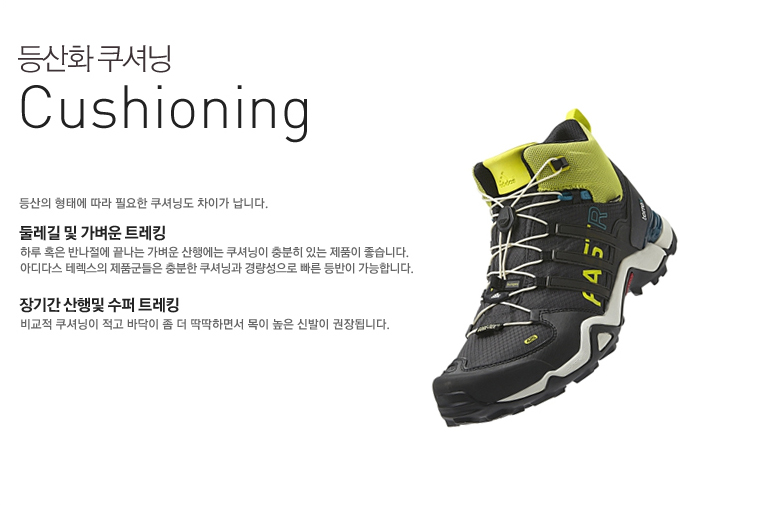 등산화 쿠셔닝
Cushioning
등산의 형태에 따라 필요한 쿠셔닝도 차이가 납니다.
둘레길 및 가벼운 트레킹
하루 혹은 반나절에 끝나는 가벼운 산행에는 쿠셔닝이 충분히 있는 제품이 좋습니다.
아디다스 테렉스의 제품군들은 충분한 쿠셔닝과 경량성으로 빠른 등반이 가능합니다.
장기간 산행및 수퍼 트레킹
비교적 쿠셔닝이 적고 바닥이 좀 더 딱딱하면서 목이 높은 신발이 권장됩니다.
FAST R
terrex